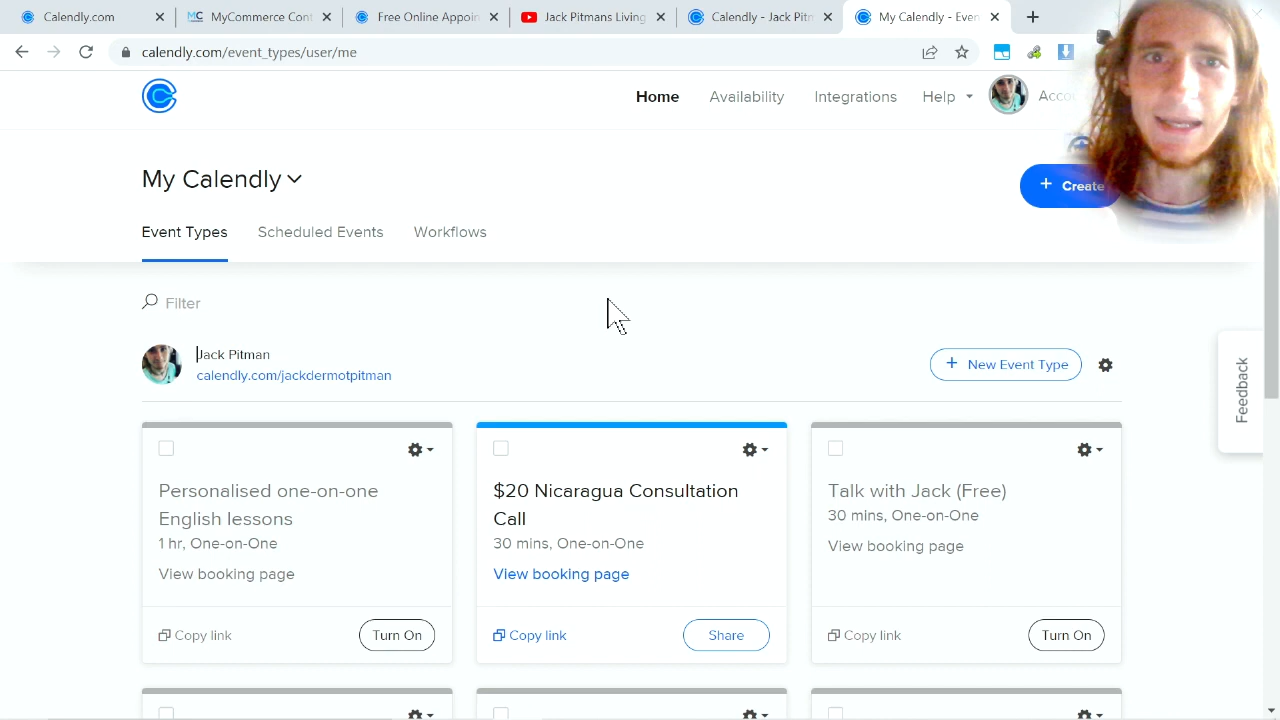 Calendly.com
MyCommerce Cont
Free Online Appoin
Jack Pitmans Living
Calendly - Jack Pitm
My Calendly - Even
calendly.com/event_types/user/me
Home
Availability
Integrations
Help
My Calendly
+ Create
Event Types
Scheduled Events
Workflows
Filter
Jack Pitman
calendly.com/jackdermotpitman
+ New Event Type
Feedback
Personalised one-on-one
English lessons
1 hr, One-on-One
View booking page
Copy link
Turn On
$20 Nicaragua Consultation
Call
30 mins, One-on-One
View booking page
Copy link
Share
Talk with Jack (Free)
30 mins, One-on-One
View booking page
Copy link
Turn On